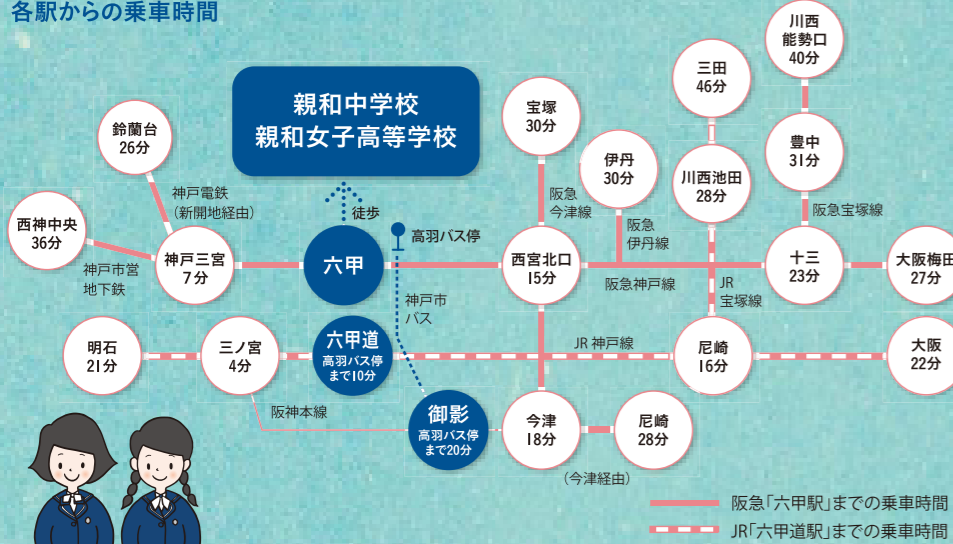 各駅からの乗車時間
親和中学校
親和女子高等学校
川西
能勢口
40分
三田
46分
宝塚
30分
鈴蘭台
26分
伊丹
30分
川西池田
28分
豊中
31分
神戸電鉄
(新開地経由)
徒歩
阪急
今津線
阪急宝塚線
西神中央
36分
高羽バス停
阪急
伊丹線
神戸三宮
7分
六甲
西宮北口
15分
十三
23分
大阪梅田
27分
神戸市営
地下鉄
阪急神戸線
JR
宝塚線
神戸市
バス
明石
21分
三ノ宮
4分
六甲道
高羽バス停
まで10分
JR 神戸線
尼崎
16分
大阪
22分
阪神本線
御影
高羽バス停
まで20分
今津
18分
尼崎
28分
(今津経由)
阪急「六甲駅」までの乗車時間
JR「六甲道駅」までの乗車時間